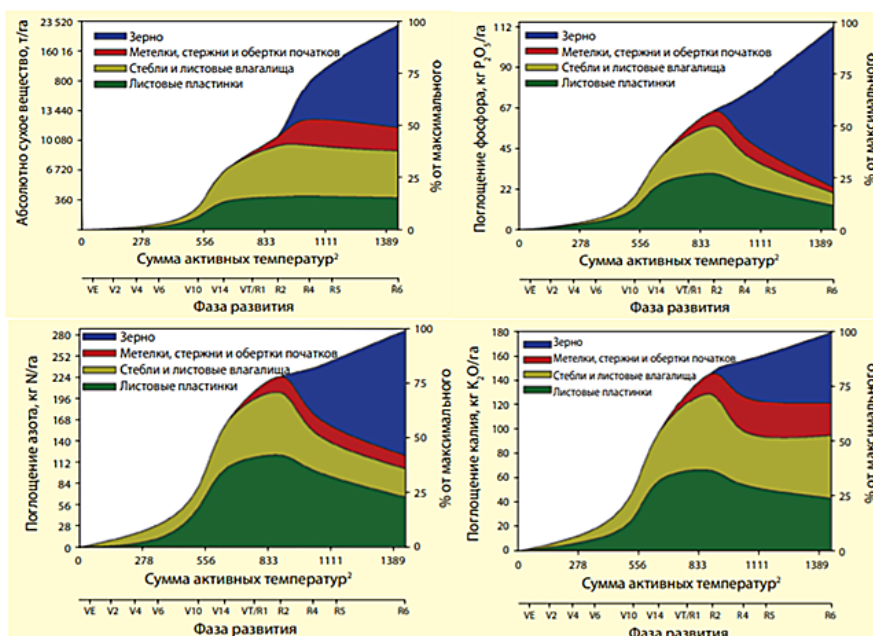 Абсолютно сухое вещество, т/га
23 520
160 16
800
13 440
10 080
6 720
360
Зерно
Метелки, стержни и обертки початков
Стебли и листовые влагалища
Листовые пластинки
100
75
50
25
0
% от максимального
0 278 556 833 1111 1389
Сумма активных температур²
VE V2 V4 V6 V10 V14 VT/R1 R2 R4 R5 R6
Фаза развития
Поглощение фосфора, кг P₂O₅/га
112
90
67
45
22
0
Зерно
Метелки, стержни и обертки початков
Стебли и листовые влагалища
Листовые пластинки
100
75
50
25
0
% от максимального
0 278 556 833 1111 1389
Сумма активных температур²
VE V2 V4 V6 V10 V14 VT/R1 R2 R4 R5 R6
Фаза развития
Поглощение азота, кг N/га
280
252
224
196
168
140
112
84
56
28
0
Зерно
Метелки, стержни и обертки початков
Стебли и листовые влагалища
Листовые пластинки
100
75
50
25
0
% от максимального
0 278 556 833 1111 1389
Сумма активных температур²
VE V2 V4 V6 V10 V14 VT/R1 R2 R4 R5 R6
Фаза развития
Поглощение калия, кг K₂O/га
180
160
140
120
100
80
60
40
20
0
Зерно
Метелки, стержни и обертки початков
Стебли и листовые влагалища
Листовые пластинки
100
75
50
25
0
% от максимального
0 278 556 833 1111 1389
Сумма активных температур²
VE V2 V4 V6 V10 V14 VT/R1 R2 R4 R5 R6
Фаза развития